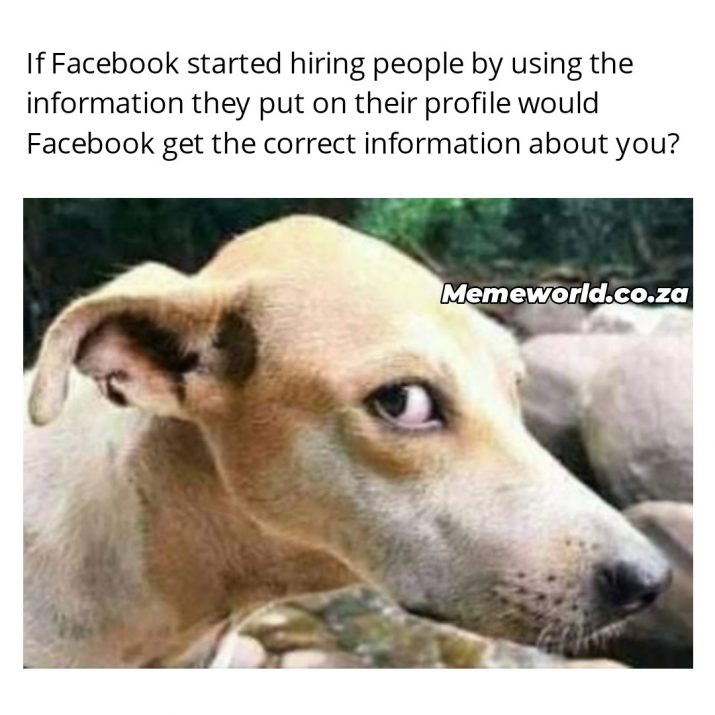 If Facebook started hiring people by using the
information they put on their profile would
Facebook get the correct information about you?
Memeworld.co.za